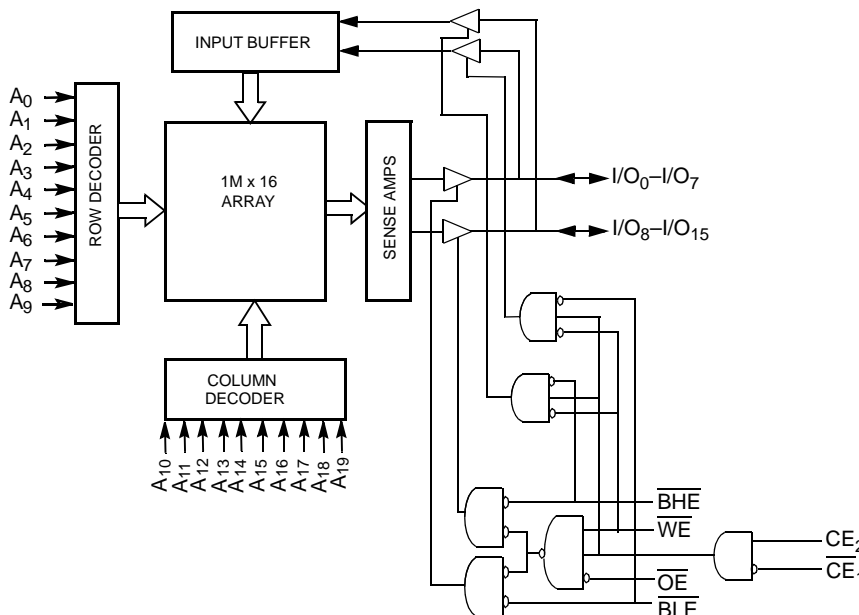 INPUT BUFFER
A0
A1
A2
A3
A4
A5
A6
A7
A8
A9
ROW DECODER
1M x 16
ARRAY
SENSE AMPS
I/O0–I/O7
I/O8–I/O15
COLUMN
DECODER
A10
A11
A12
A13
A14
A15
A16
A17
A18
A19
BHE
WE
CE2
CE1
OE
BLE